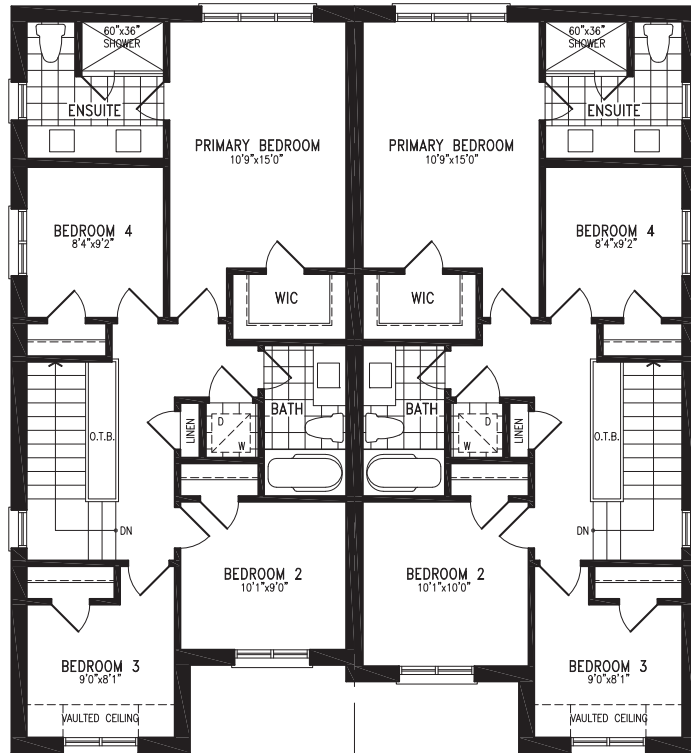 60"x36"
SHOWER
ENSUITE
PRIMARY BEDROOM
10'9"x15'0"
BEDROOM 4
8'4"x9'2"
WIC
BATH
LINEN
D
W
O.T.B.
DN
BEDROOM 2
10'1"x9'0"
BEDROOM 3
9'0"x8'1"
VAULTED CEILING
60"x36"
SHOWER
ENSUITE
PRIMARY BEDROOM
10'9"x15'0"
BEDROOM 4
8'4"x9'2"
WIC
BATH
D
W
LINEN
O.T.B.
DN
BEDROOM 2
10'1"x10'0"
BEDROOM 3
9'0"x8'1"
VAULTED CEILING